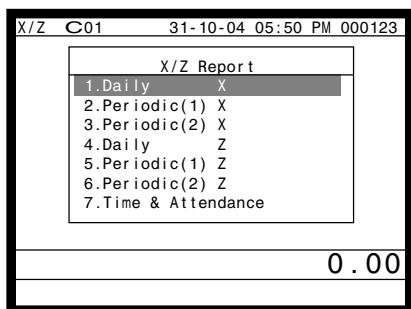 X/Z C01 31-10-04 05:50 PM 000123
X/Z Report
1.Daily X
2.Periodic(1) X
3.Periodic(2) X
4.Daily Z
5.Periodic(1) Z
6.Periodic(2) Z
7.Time & Attendance
0.00